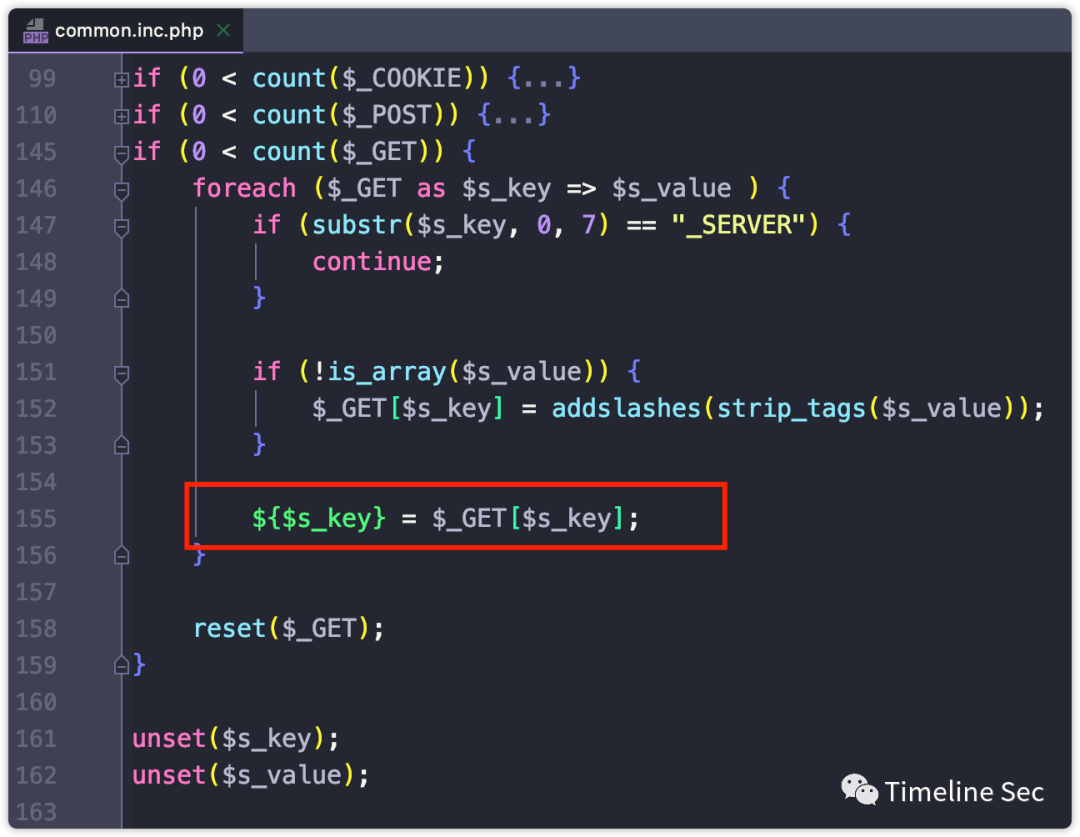 PHP common.inc.php
99 if (0 < count($_COOKIE)) {...}
110 if (0 < count($_POST)) {...}
145 if (0 < count($_GET)) {
146 foreach ($_GET as $s_key => $s_value ) {
147 if (substr($s_key, 0, 7) == "_SERVER") {
148 continue;
149 }
150
151 if (!is_array($s_value)) {
152 $_GET[$s_key] = addslashes(strip_tags($s_value));
153 }
154
155 ${$s_key} = $_GET[$s_key];
156 }
157
158 reset($_GET);
159 }
160
161 unset($s_key);
162 unset($s_value);
163
Timeline Sec